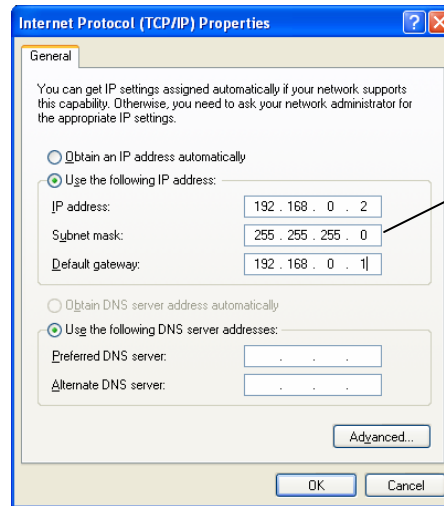 Internet Protocol (TCP/IP) Properties
General
You can get IP settings assigned automatically if your network supports
this capability. Otherwise, you need to ask your network administrator for
the appropriate IP settings.
Obtain an IP address automatically
Use the following IP address:
IP address: 192 . 168 . 0 . 2
Subnet mask: 255 . 255 . 255 . 0
Default gateway: 192 . 168 . 0 . 1
Obtain DNS server address automatically
Use the following DNS server addresses:
Preferred DNS server: . . .
Alternate DNS server: . . .
Advanced...
OK Cancel